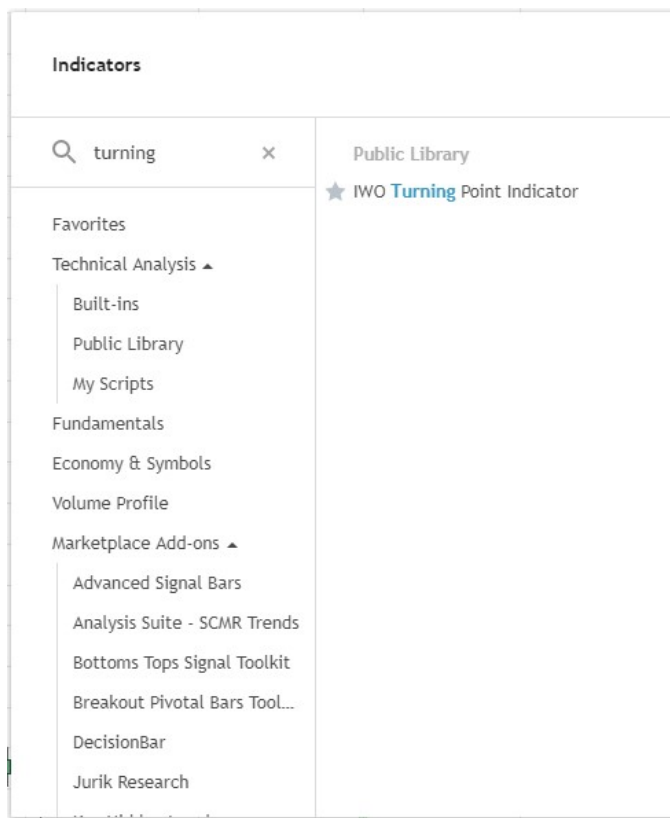 Indicators
turning
Public Library
IWO Turning Point Indicator
Favorites
Technical Analysis
Built-ins
Public Library
My Scripts
Fundamentals
Economy & Symbols
Volume Profile
Marketplace Add-ons
Advanced Signal Bars
Analysis Suite - SCMR Trends
Bottoms Tops Signal Toolkit
Breakout Pivotal Bars Tool...
DecisionBar
Jurik Research